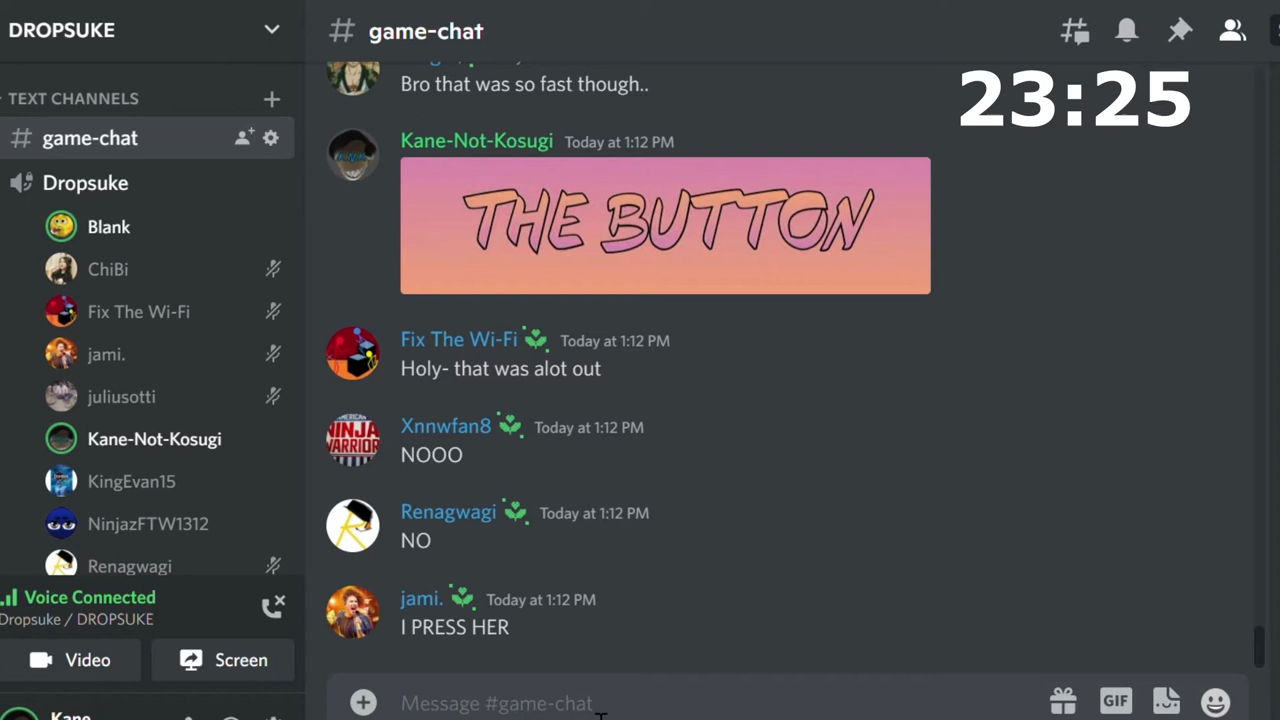 DROPSUKE
# game-chat
23:25
TEXT CHANNELS
# game-chat
Dropsuke
Blank
ChiBi
Fix The Wi-Fi
jami.
juliusotti
Kane-Not-Kosugi
KingEvan15
NinjazFTW1312
Renagwagi
Voice Connected
Dropsuke / DROPSUKE
Video
Screen
Kane
Bro that was so fast though..
Kane-Not-Kosugi Today at 1:12 PM
THE BUTTON
Fix The Wi-Fi Today at 1:12 PM
Holy- that was alot out
Xnnwfan8 Today at 1:12 PM
NINJA
WARRIOR
NOOO
Renagwagi Today at 1:12 PM
NO
jami. Today at 1:12 PM
I PRESS HER
Message #game-chat
GIF